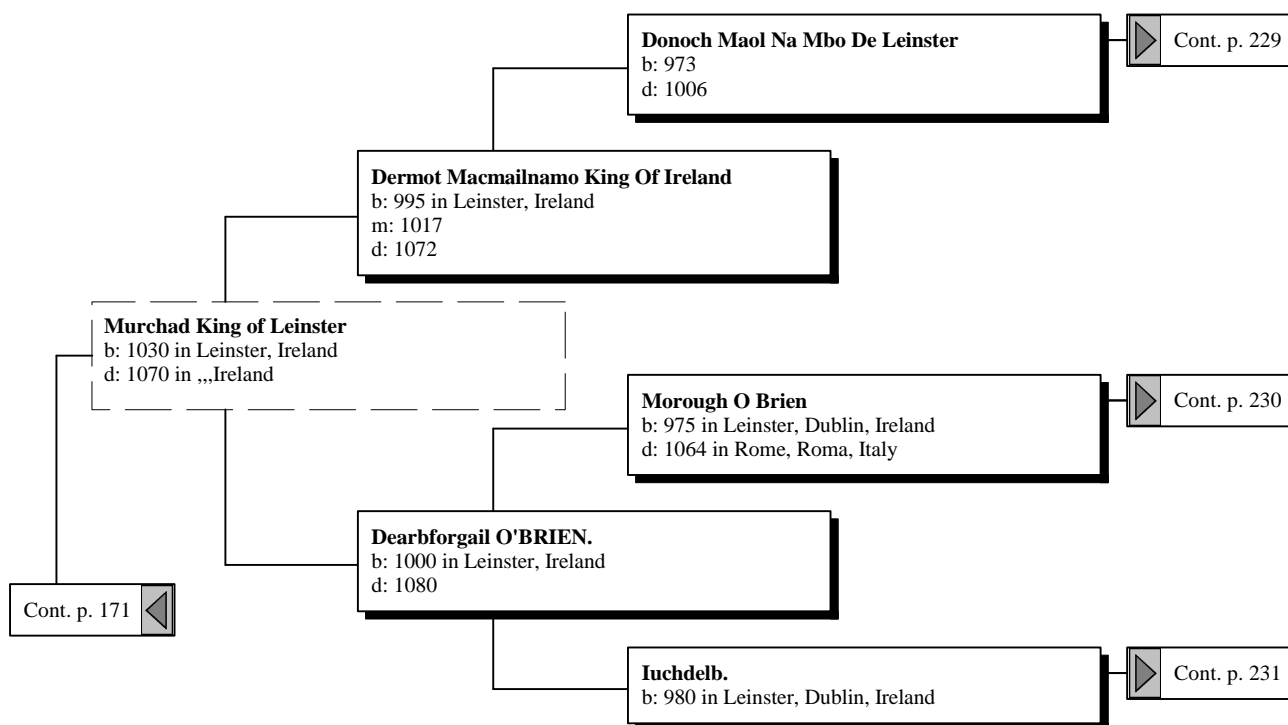 Donoch Maol Na Mbo De Leinster
b: 973
d: 1006
Cont. p. 229
Dermot Macmailnamo King Of Ireland
b: 995 in Leinster, Ireland
m: 1017
d: 1072
Murchad King of Leinster
b: 1030 in Leinster, Ireland
d: 1070 in ,,,Ireland
Morough O Brien
b: 975 in Leinster, Dublin, Ireland
d: 1064 in Rome, Roma, Italy
Cont. p. 230
Dearbforgail O'BRIEN.
b: 1000 in Leinster, Ireland
d: 1080
Cont. p. 171
Iuchdelb.
b: 980 in Leinster, Dublin, Ireland
Cont. p. 231